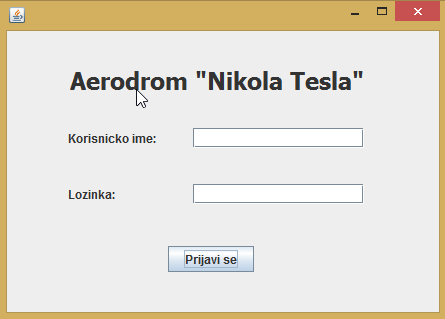 Aerodrom "Nikola Tesla"
Korisnicko ime:
Lozinka:
Prijavi se